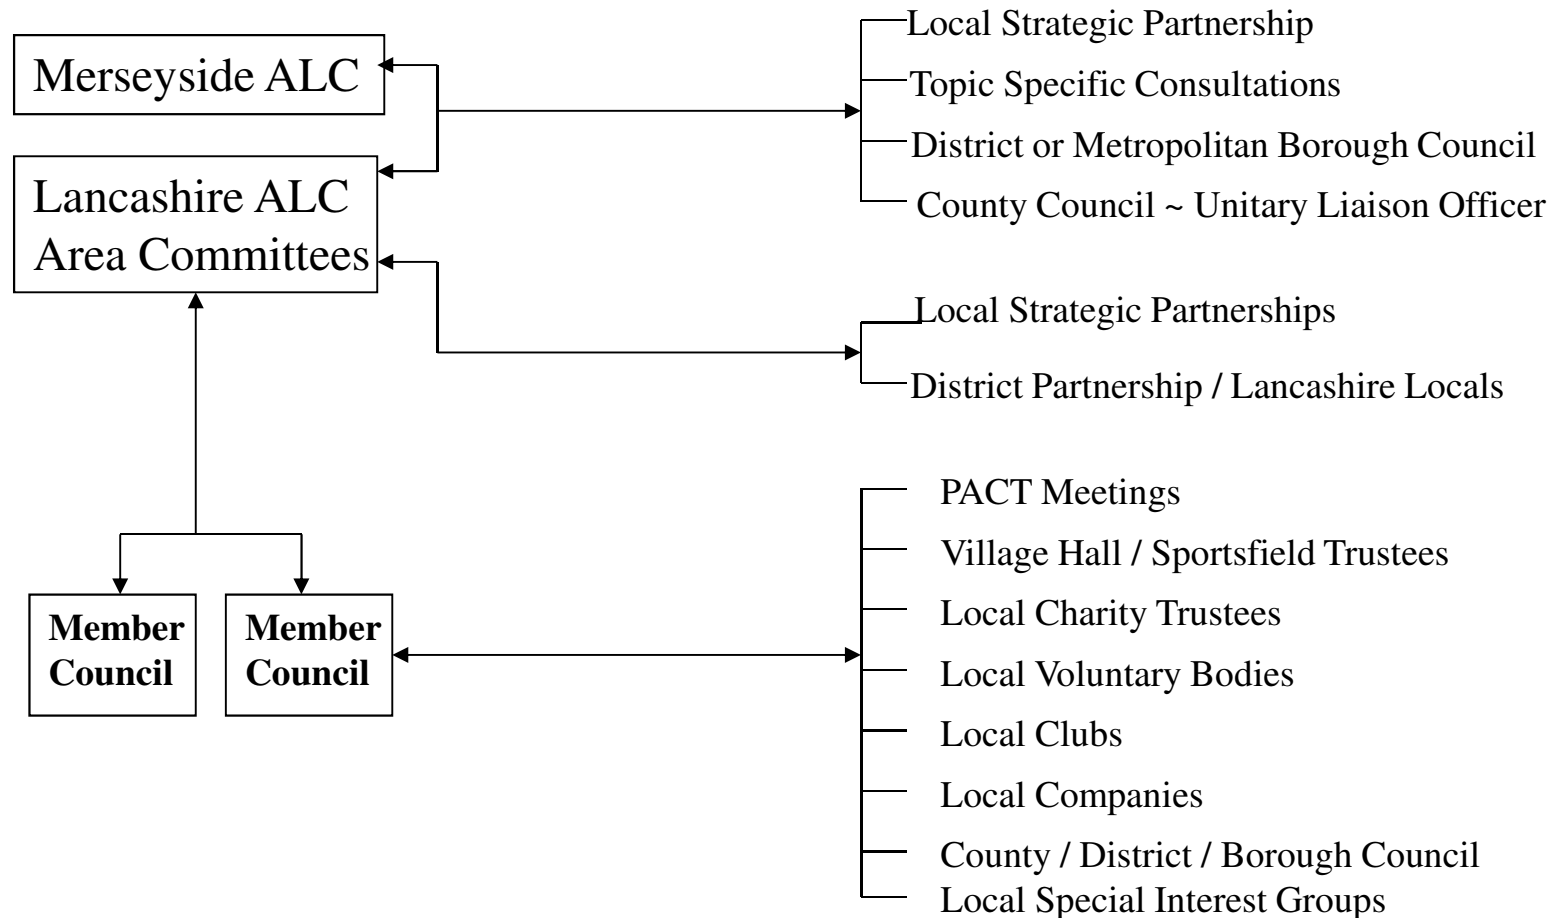 Merseyside ALC
Lancashire ALC
Area Committees
Member
Council
Member
Council
Local Strategic Partnership
Topic Specific Consultations
District or Metropolitan Borough Council
County Council ~ Unitary Liaison Officer
Local Strategic Partnerships
District Partnership / Lancashire Locals
PACT Meetings
Village Hall / Sportsfield Trustees
Local Charity Trustees
Local Voluntary Bodies
Local Clubs
Local Companies
County / District / Borough Council
Local Special Interest Groups